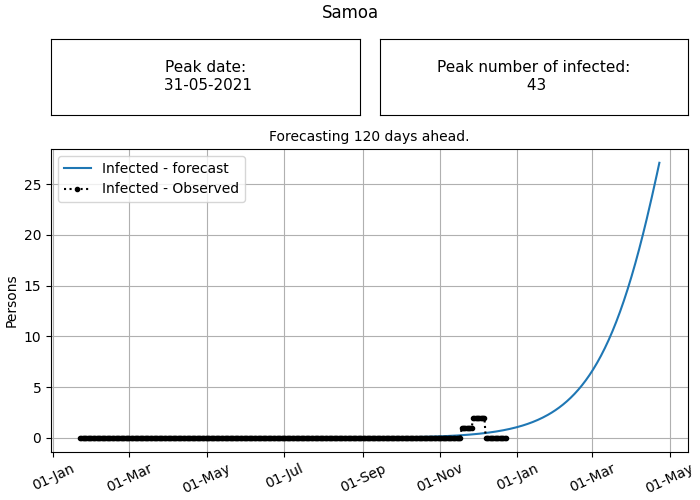 Samoa
Peak date:
31-05-2021
Peak number of infected:
43
Forecasting 120 days ahead.
Infected - forecast
Infected - Observed
Persons
25
20
15
10
5
0
01-Jan
01-Mar
01-May
01-Jul
01-Sep
01-Nov
01-Jan
01-Mar
01-May